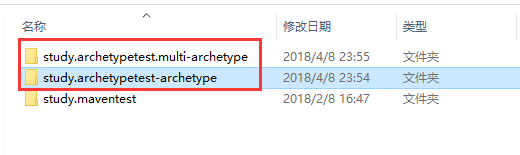 名称 修改日期 类型
study.archetypetest.multi-archetype 2018/4/8 23:55 文件夹
study.archetypetest-archetype 2018/4/8 23:54 文件夹
study.maventest 2018/2/8 16:47 文件夹